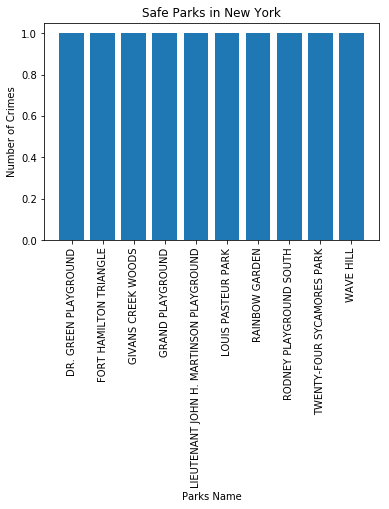 Safe Parks in New York
Number of Crimes
1.0
0.8
0.6
0.4
0.2
0.0
DR. GREEN PLAYGROUND
FORT HAMILTON TRIANGLE
GIVANS CREEK WOODS
GRAND PLAYGROUND
LIEUTENANT JOHN H. MARTINSON PLAYGROUND
LOUIS PASTEUR PARK
RAINBOW GARDEN
RODNEY PLAYGROUND SOUTH
TWENTY-FOUR SYCAMORES PARK
WAVE HILL
Parks Name